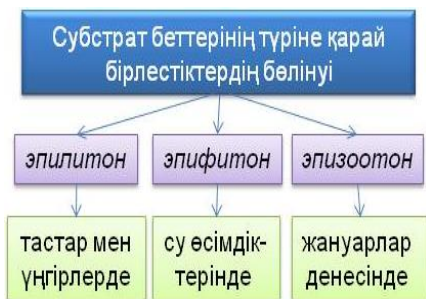 Субстрат беттерінің түріне қарай
бірлестіктердің бөлінуі
эпилитон
эпифитон
эпизоотон
тастар мен
үңгірлерде
су өсімдік-
терінде
жануарлар
денесінде